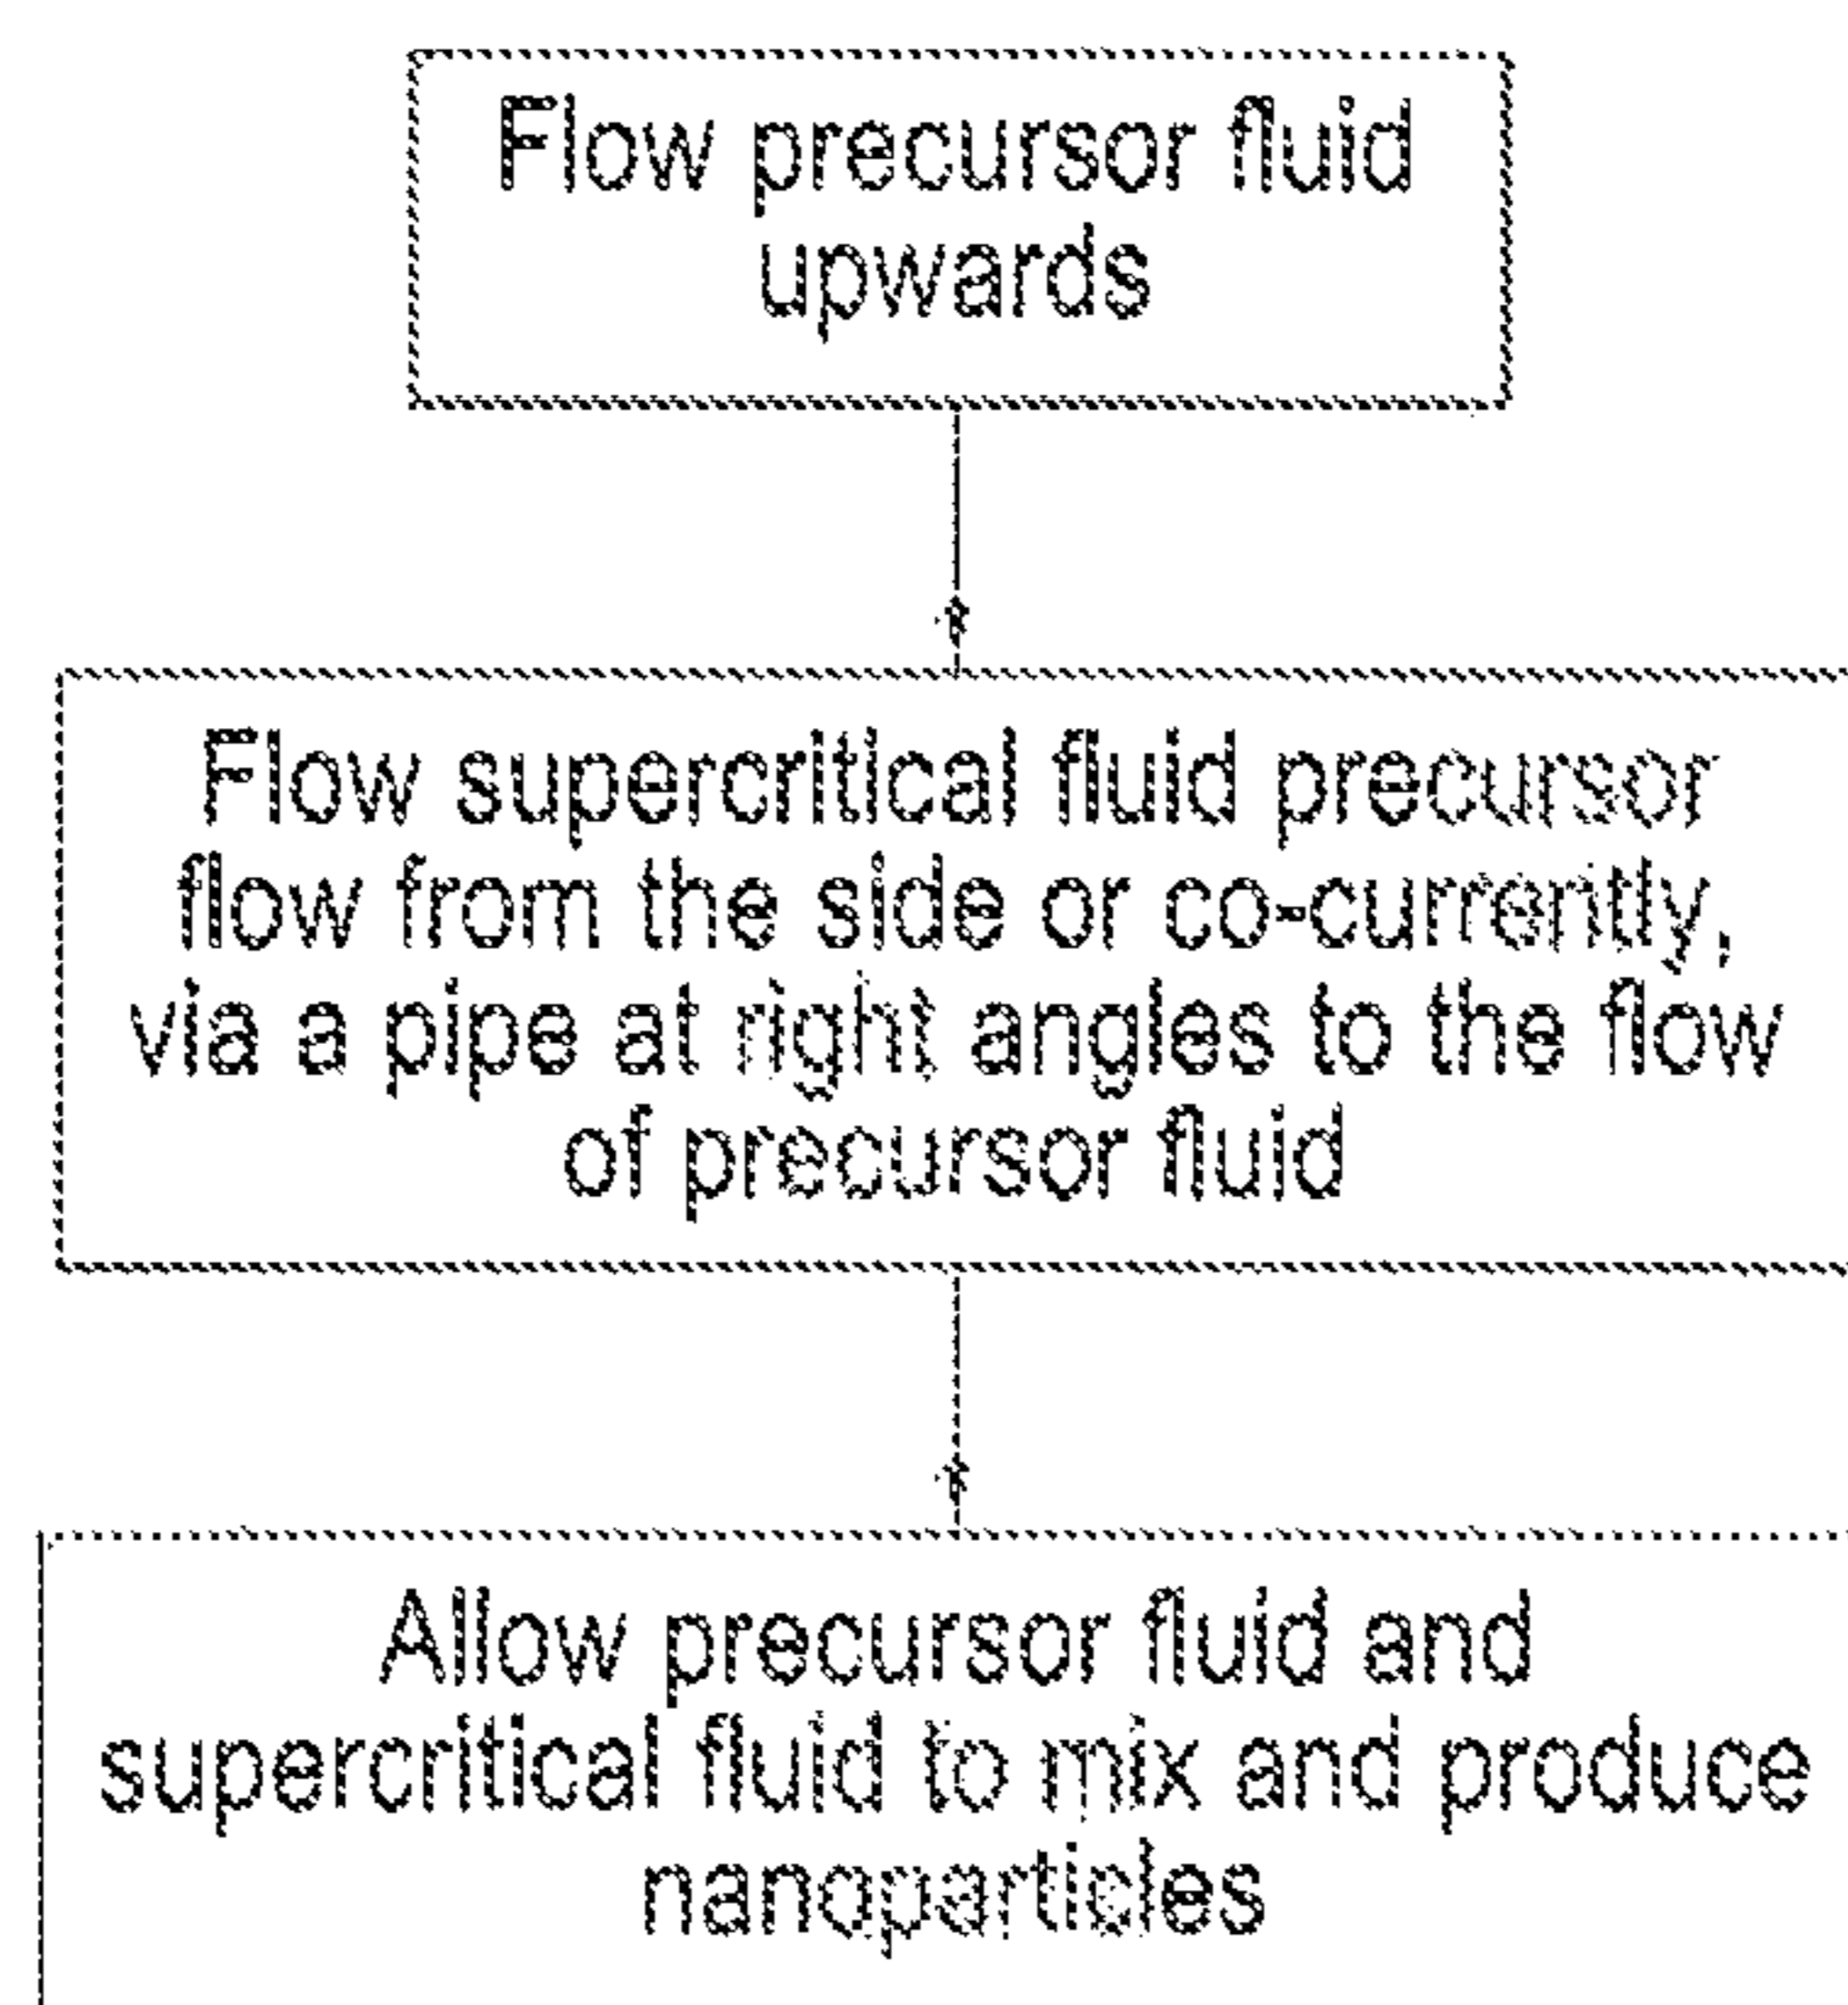 Flow precursor fluid
upwards
Flow supercritical fluid precursor
flow from the side or co-currently,
via a pipe at right angles to the flow
of precursor fluid
Allow precursor fluid and
supercritical fluid to mix and produce
nanoparticles